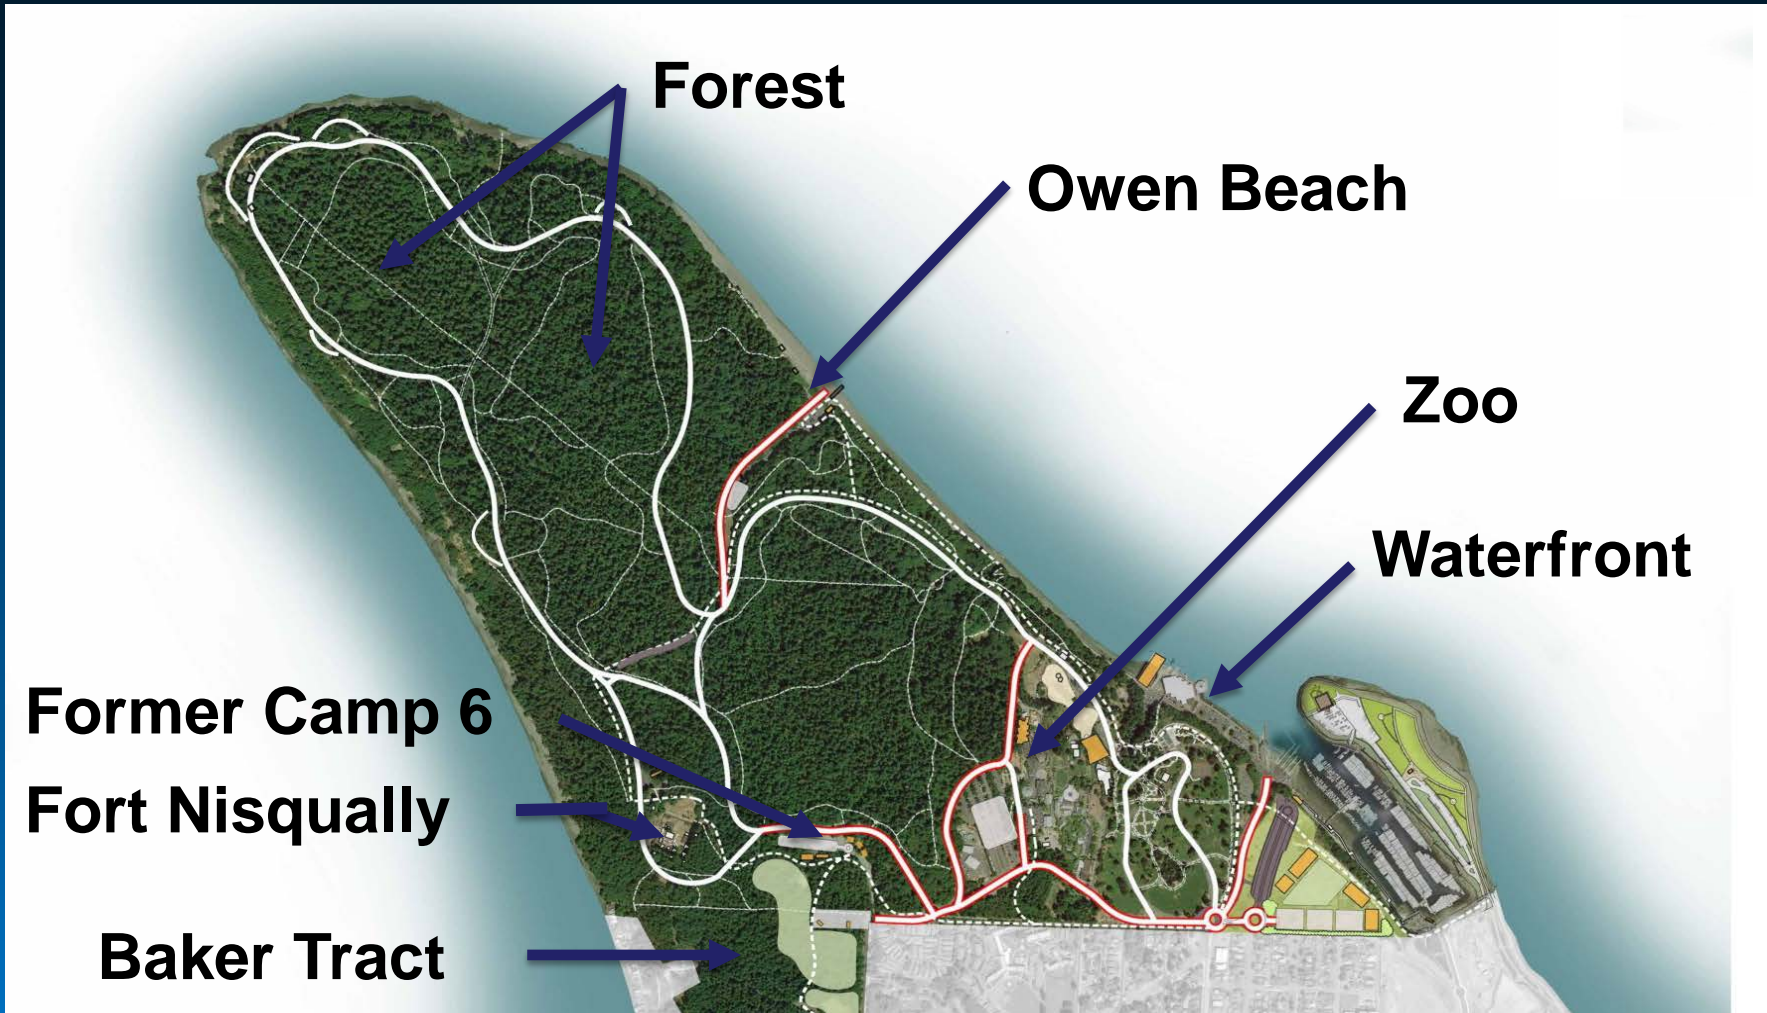 Forest
Owen Beach
Zoo
Waterfront
Former Camp 6
Fort Nisqually
Baker Tract